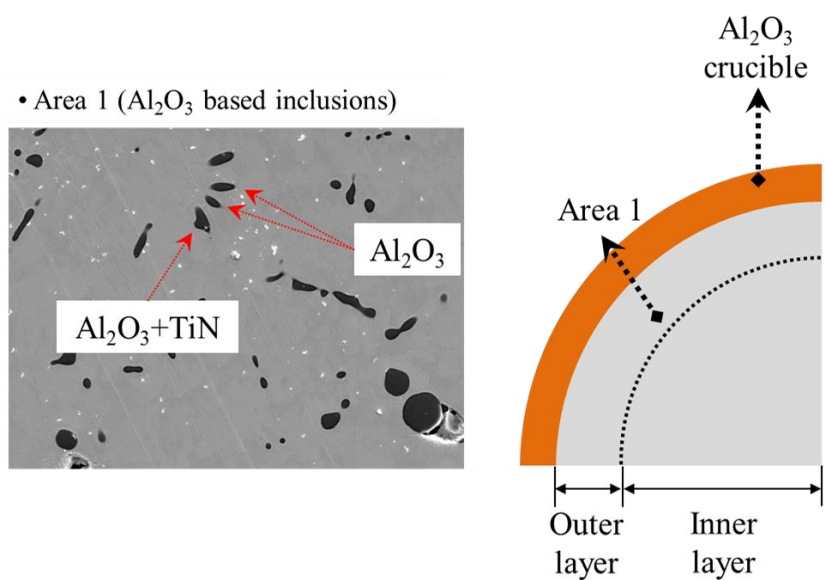 • Area 1 (Al₂O₃ based inclusions)
Al₂O₃
Al₂O₃+TiN
Al₂O₃
crucible
Area 1
Outer
layer
Inner
layer